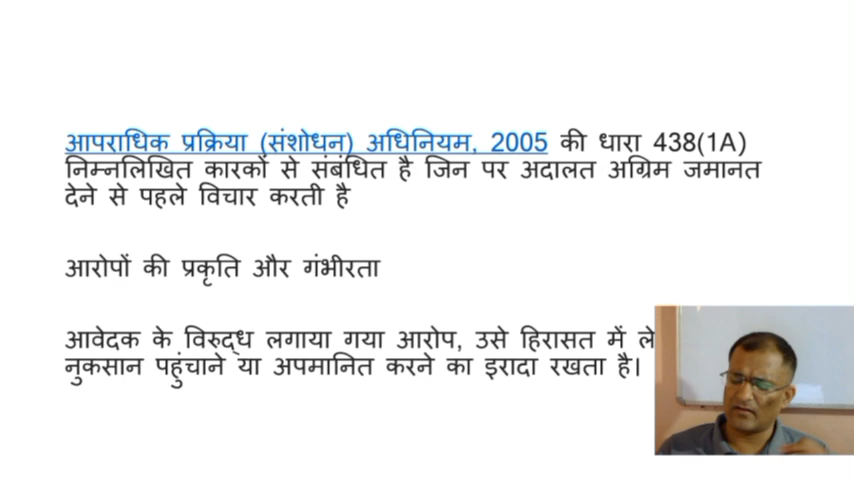 आपराधिक प्रक्रिया (संशोधन) अधिनियम, 2005 की धारा 438(1A)
निम्नलिखित कारकों से संबंधित है जिन पर अदालत अग्रिम जमानत
देने से पहले विचार करती है
आरोपों की प्रकृति और गंभीरता
आवेदक के विरुद्ध लगाया गया आरोप, उसे हिरासत में ले
नुकसान पहुंचाने या अपमानित करने का इरादा रखता है।